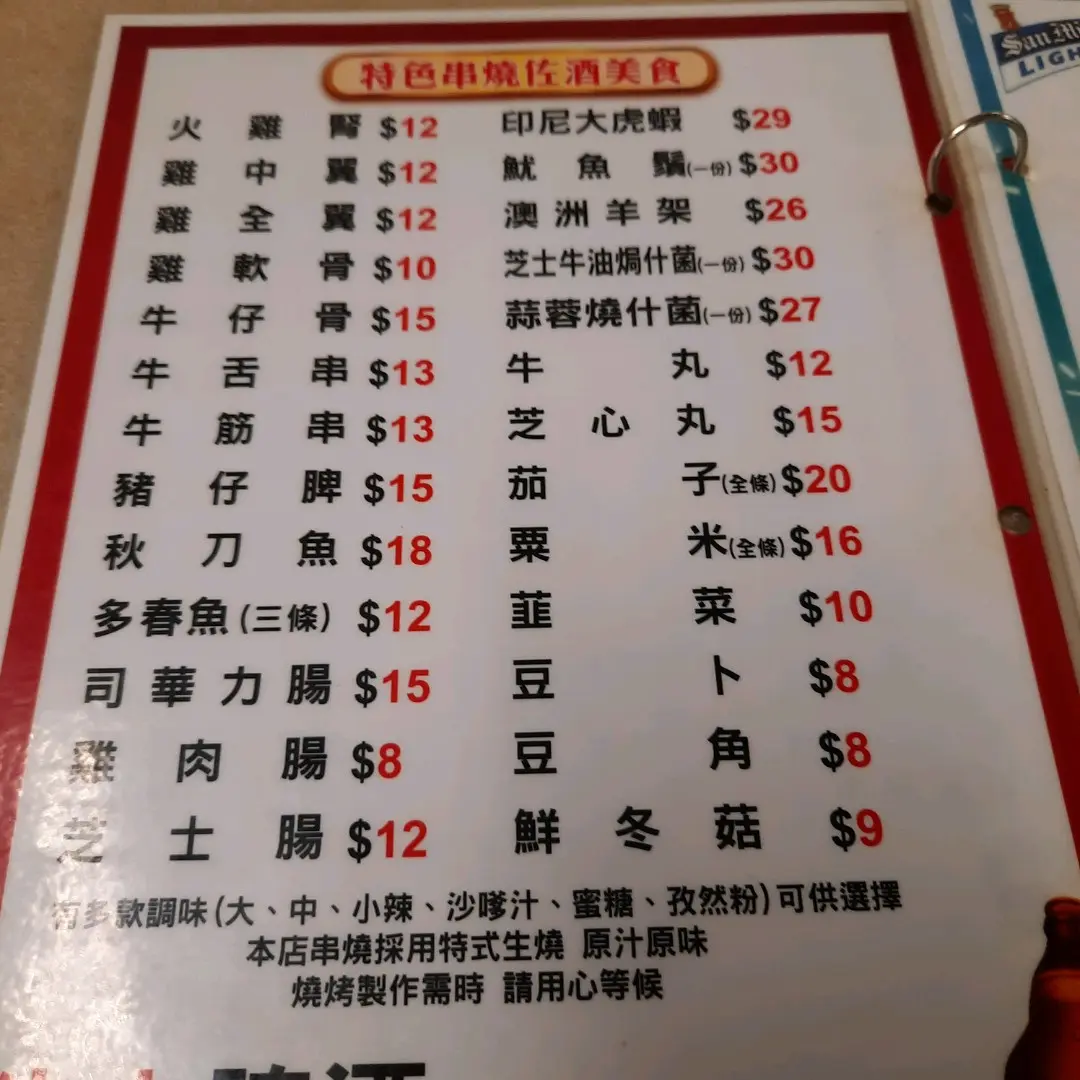 特色串燒佐酒美食
火雞腎 $12 印尼大虎蝦 $29
雞中翼 $12 魷魚鬚(一份) $30
雞全翼 $12 澳洲羊架 $26
雞軟骨 $10 芝士牛油焗什菌(一份) $30
牛仔骨 $15 蒜蓉燒什菌(一份) $27
牛舌串 $13 牛丸 $12
牛筋串 $13 芝心丸 $15
豬仔脾 $15 茄子(全條) $20
秋刀魚 $18 粟米(全條) $16
多春魚(三條) $12 韮菜 $10
司華力腸 $15 豆卜 $8
雞肉腸 $8 豆角 $8
芝士腸 $12 鮮冬菇 $9
有多款調味(大、中、小辣、沙嗲汁、蜜糖、孜然粉)可供選擇
本店串燒採用特式生燒 原汁原味
燒烤製作需時 請用心等候
San Mi
LIGH